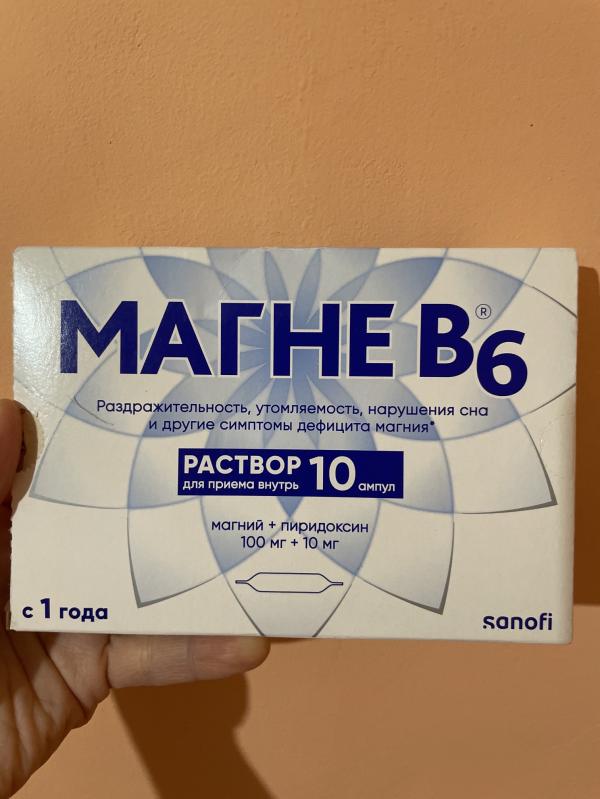 МАГНЕ B6®
Раздражительность, утомляемость, нарушения сна
и другие симптомы дефицита магния*
РАСТВОР 10 ампул
для приема внутрь
магний + пиридоксин
100 мг + 10 мг
с 1 года
sanofi